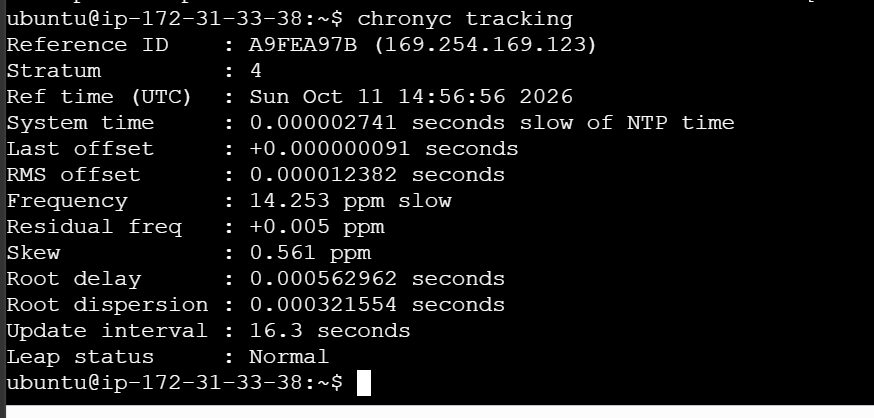 ubuntu@ip-172-31-33-38:~$ chronyc tracking
Reference ID    : A9FEA97B (169.254.169.123)
Stratum         : 4
Ref time (UTC)  : Sun Oct 11 14:56:56 2026
System time     : 0.000002741 seconds slow of NTP time
Last offset     : +0.000000091 seconds
RMS offset      : 0.000012382 seconds
Frequency       : 14.253 ppm slow
Residual freq   : +0.005 ppm
Skew            : 0.561 ppm
Root delay      : 0.000562962 seconds
Root dispersion : 0.000321554 seconds
Update interval : 16.3 seconds
Leap status     : Normal
ubuntu@ip-172-31-33-38:~$